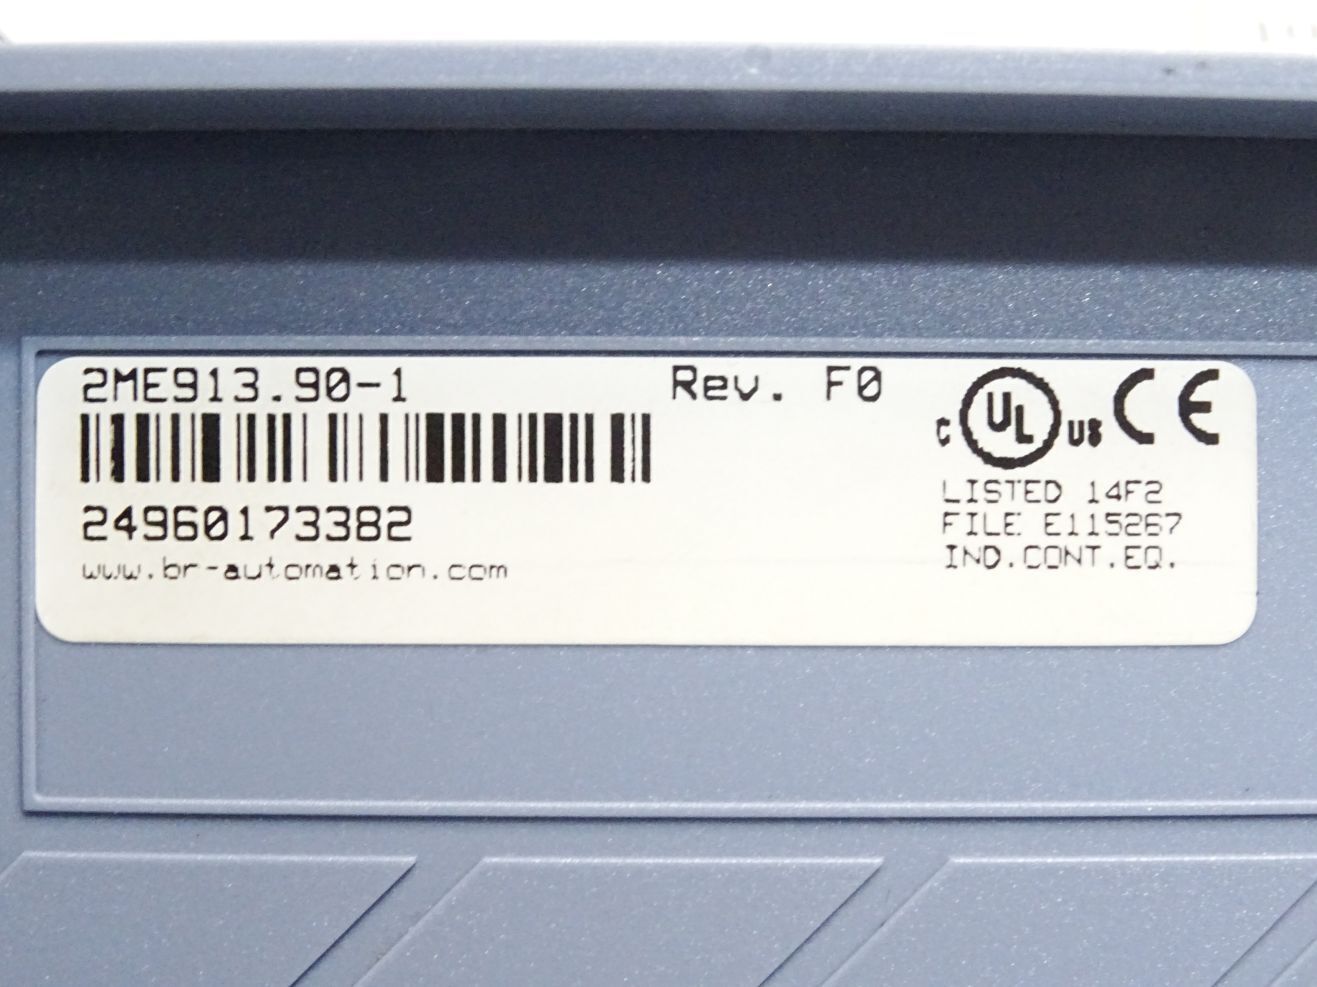 2ME913.90-1 Rev. F0
24960173382
www.br-automation.com
C UL US CE
LISTED 14F2
FILE E115267
IND.CONT.EQ.